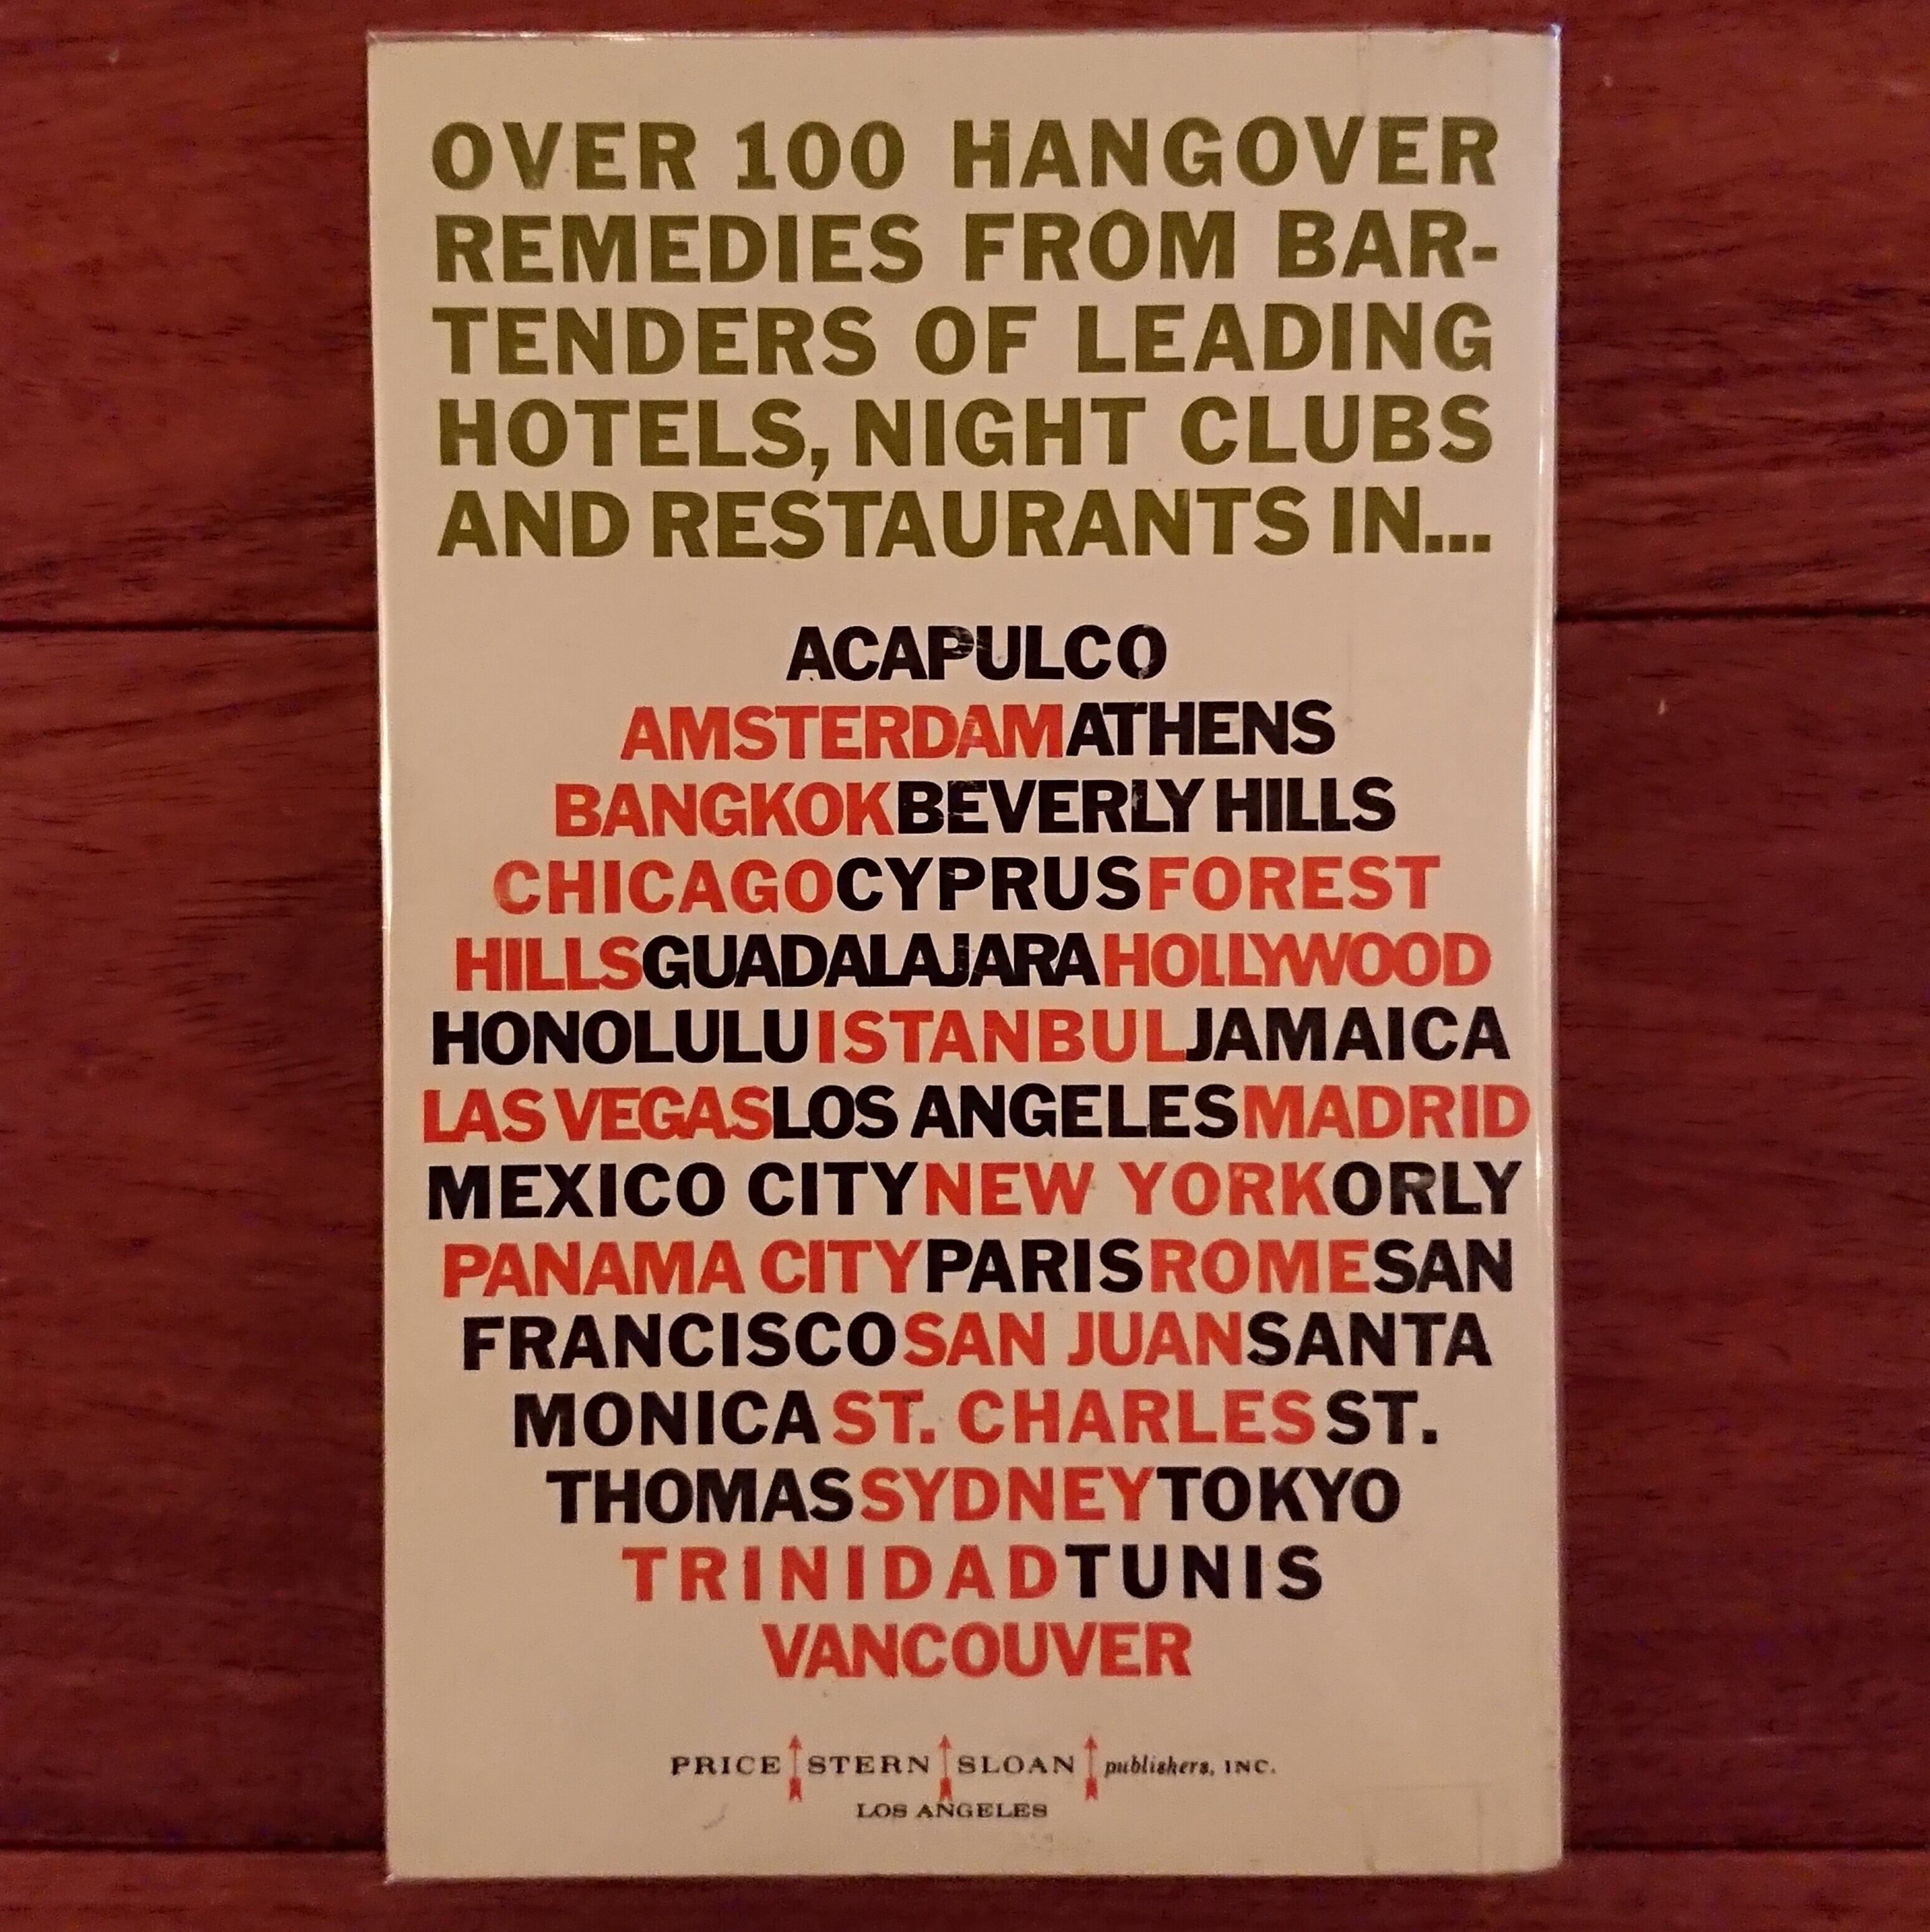 OVER 100 HANGOVER
REMEDIES FROM BAR-
TENDERS OF LEADING
HOTELS, NIGHT CLUBS
AND RESTAURANTS IN...
ACAPULCO
AMSTERDAMATHENS
BANGKOKBEVERLY HILLS
CHICAGOCYPRUSFOREST
HILLSGUADALAJARAHOLLYWOOD
HONOLULUISTANBULJAMAICA
LAS VEGASLOS ANGELESMADRID
MEXICO CITYNEW YORKORLY
PANAMA CITYPARISROMESAN
FRANCISCOSAN JUANSANTA
MONICAST. CHARLESST.
THOMASSYDNEYTOKYO
TRINIDADTUNIS
VANCOUVER
PRICE STERN SLOAN publishers, INC.
LOS ANGELES